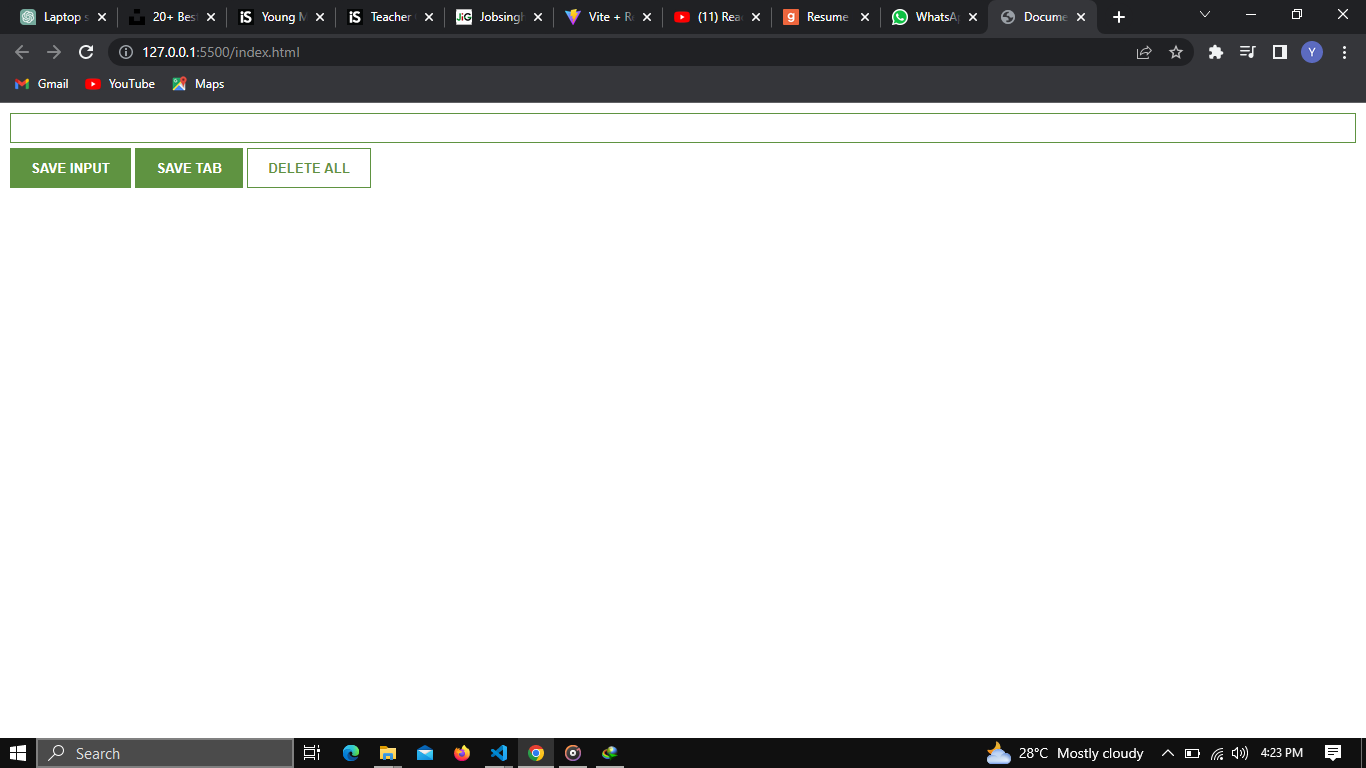 Laptop s 20+ Best Young M Teacher Jobsingh Vite + R (11) Rea Resume WhatsAp Docume
127.0.0.1:5500/index.html Y
Gmail YouTube Maps
SAVE INPUT SAVE TAB DELETE ALL
Search 28°C Mostly cloudy 4:23 PM